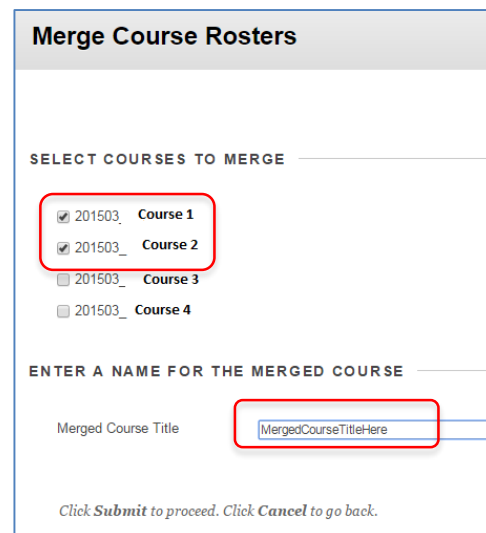 Merge Course Rosters
SELECT COURSES TO MERGE
201503_ Course 1
201503_ Course 2
201503_ Course 3
201503_ Course 4
ENTER A NAME FOR THE MERGED COURSE
Merged Course Title MergedCourseTitleHere
Click Submit to proceed. Click Cancel to go back.